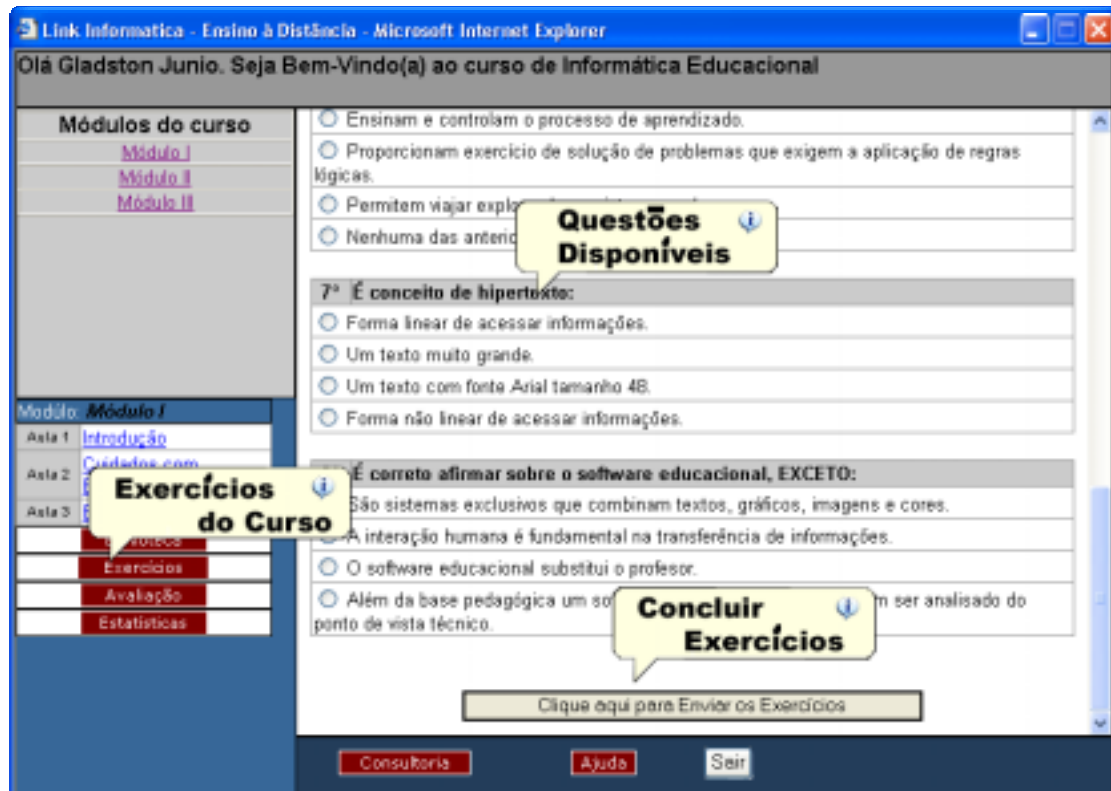 Link Informatica - Ensino à Distância - Microsoft Internet Explorer
Olá Gladston Junio. Seja Bem-Vindo(a) ao curso de Informática Educacional
Módulos do curso
Módulo I
Módulo II
Módulo III
Modúlo: Módulo I
Aula 1 Introdução
Aula 2 Cuidados com
Aula 3
Exercícios
do Curso
Exercicios
Avaliação
Estatísticas
Ensinam e controlam o processo de aprendizado.
Proporcionam exercício de solução de problemas que exigem a aplicação de regras
lógicas.
Permitem viajar
Nenhuma das
Questões
Disponíveis
7ª É conceito de hipertexto:
Forma linear de acessar informações.
Um texto muito grande.
Um texto com fonte Arial tamanho 48.
Forma não linear de acessar informações.
É correto afirmar sobre o software educacional, EXCETO:
São sistemas exclusivos que combinam textos, gráficos, imagens e cores.
A interação humana é fundamental na transferência de informações.
O software educacional substitui o profesor.
Além da base pedagógica um ser analisado do
ponto de vista técnico.
Concluir
Exercícios
Clique aqui para Enviar os Exercícios
Consultoria
Ajuda
Sair